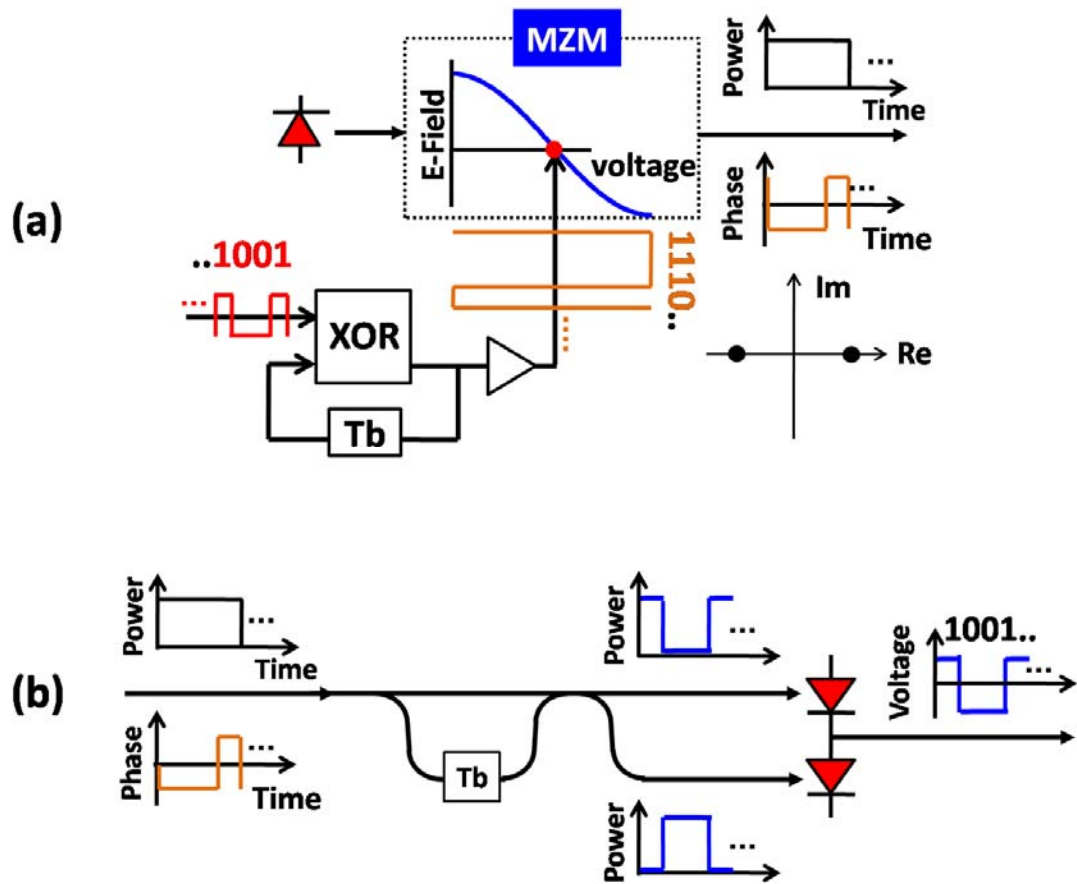 (a)
MZM
E-Field
voltage
Power
...
Time
Phase
...
Time
..1001
...
XOR
Tb
1110..
...
Im
Re
(b)
Power
...
Time
Phase
...
Time
Tb
Power
...
Power
...
Voltage
1001..
...